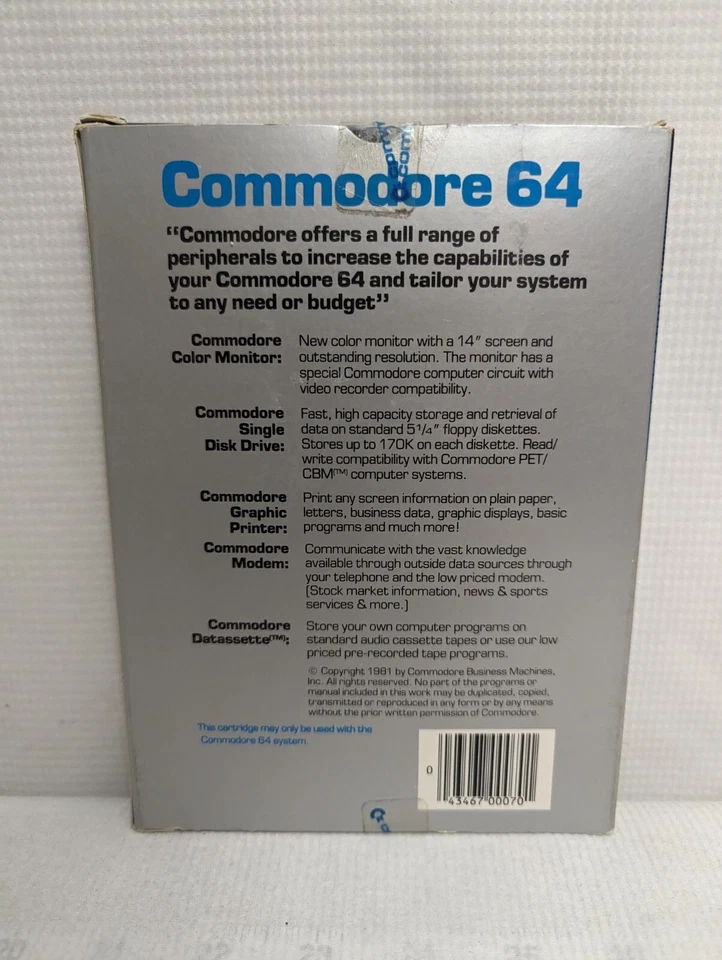 Commodore 64
“Commodore offers a full range of
peripherals to increase the capabilities of
your Commodore 64 and tailor your system
to any need or budget”
Commodore
Color Monitor:
New color monitor with a 14" screen and
outstanding resolution. The monitor has a
special Commodore computer circuit with
video recorder compatibility.
Commodore
Single
Disk Drive:
Fast, high capacity storage and retrieval of
data on standard 5¼" floppy diskettes.
Stores up to 170K on each diskette. Read/
write compatibility with Commodore PET/
CBM(TM) computer systems.
Commodore
Graphic
Printer:
Print any screen information on plain paper,
letters, business data, graphic displays, basic
programs and much more!
Commodore
Modem:
Communicate with the vast knowledge
available through outside data sources through
your telephone and the low priced modem.
(Stock market information, news & sports
services & more.)
Commodore
Datassette(TM):
Store your own computer programs on
standard audio cassette tapes or use our low
priced pre-recorded tape programs.
© Copyright 1981 by Commodore Business Machines,
Inc. All rights reserved. No part of the programs or
manual included in this work may be duplicated, copied,
transmitted or reproduced in any form or by any means
without the prior written permission of Commodore.
This cartridge may only be used with the
Commodore 64 system.
0
43467 00070